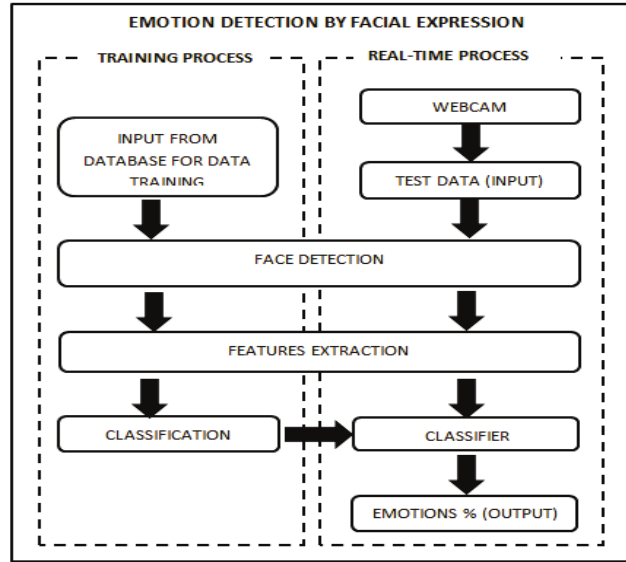 EMOTION DETECTION BY FACIAL EXPRESSION
TRAINING PROCESS
REAL-TIME PROCESS
INPUT FROM
DATABASE FOR DATA
TRAINING
WEBCAM
TEST DATA (INPUT)
FACE DETECTION
FEATURES EXTRACTION
CLASSIFICATION
CLASSIFIER
EMOTIONS % (OUTPUT)